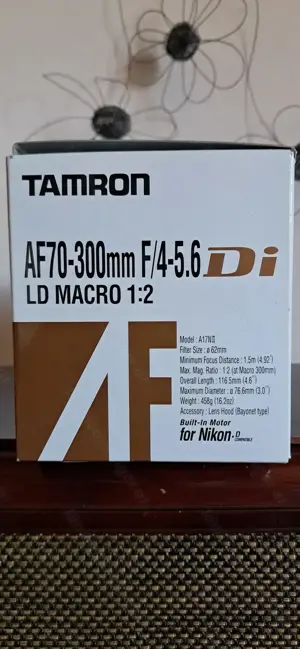 TAMRON
AF70-300mm F/4-5.6 Di
LD MACRO 1:2
AF
Model : A17NII
Filter Size : ø 62mm
Minimum Focus Distance : 1.5m (4.92')
Max. Mag. Ratio : 1:2 (at Macro 300mm)
Overall Length : 116.5mm (4.6")
Maximum Diameter : ø 76.6mm (3.0")
Weight : 458g (16.2oz)
Accessory : Lens Hood (Bayonet type)
Built-In Motor
for Nikon-D
COMPATIBLE